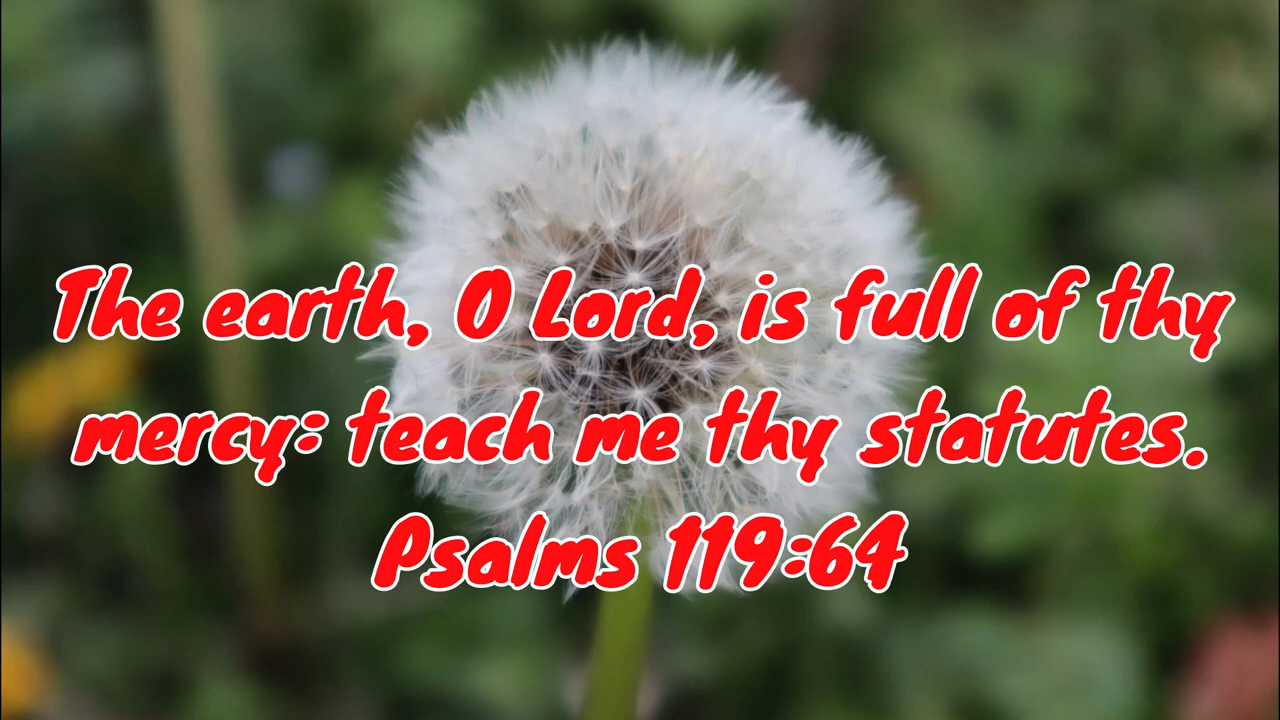 The earth, O Lord, is full of thy
mercy: teach me thy statutes.
Psalms 119:64